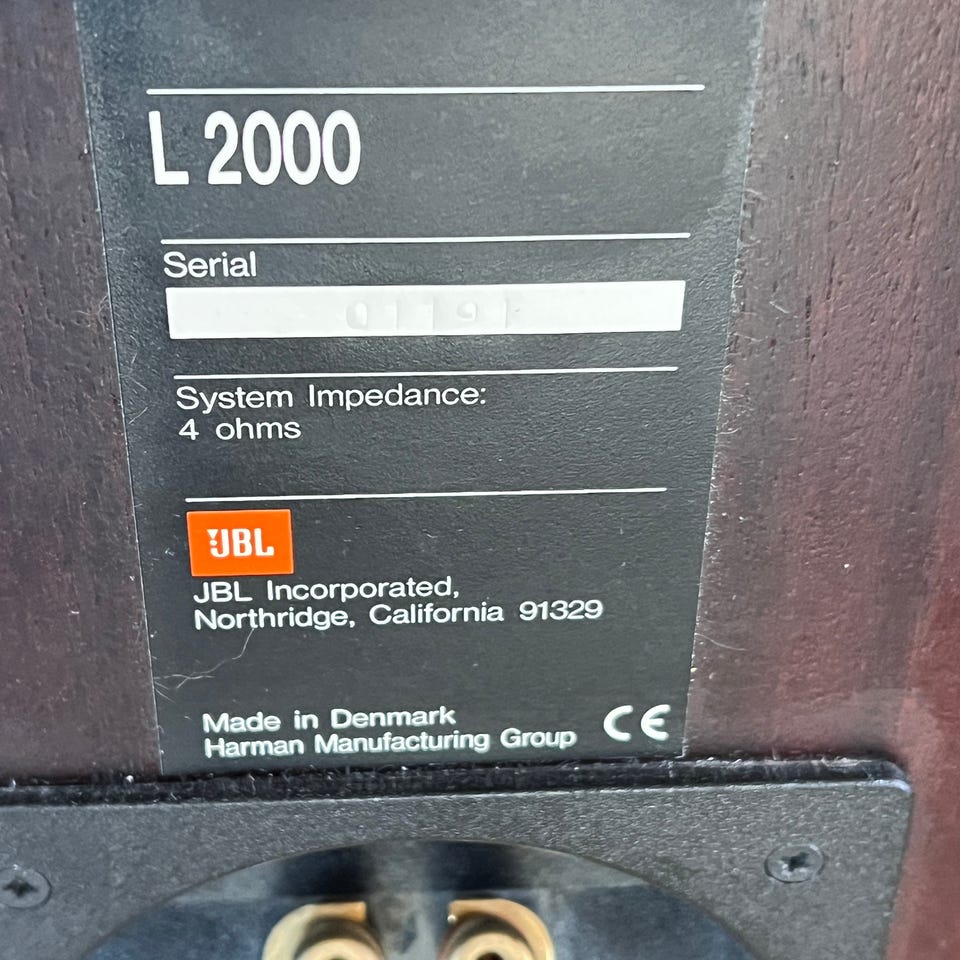 L 2000
Serial
System Impedance:
4 ohms
JBL
JBL Incorporated,
Northridge, California 91329
Made in Denmark
Harman Manufacturing Group CE